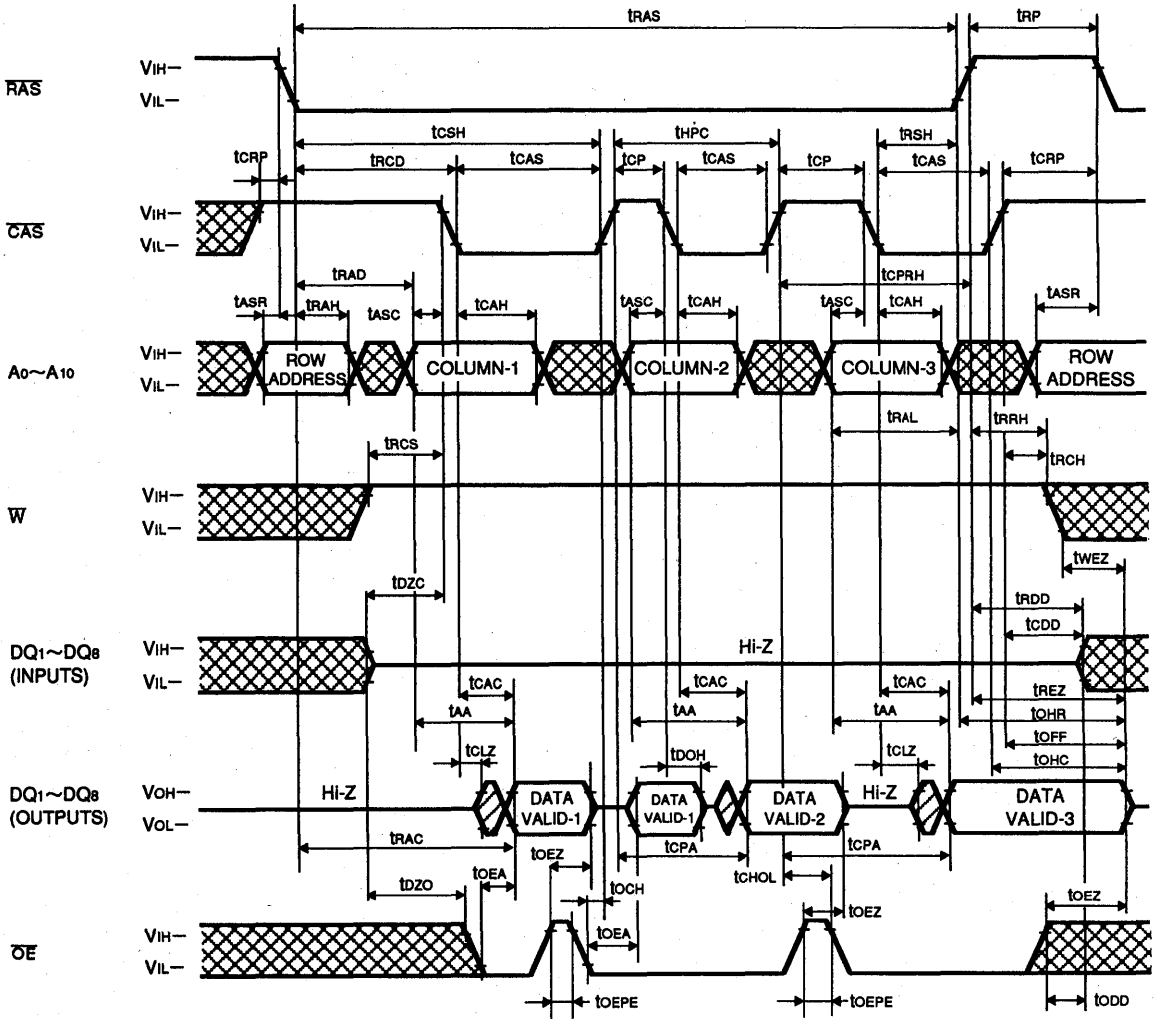 tRAS tRP
RAS VIH
VIL
tCSH tHPC tRSH
tCRP tRCD tCAS tCP tCAS tCP tCAS tCRP
CAS VIH
VIL
tRAD tCPRH
tASR tRAH tASC tCAH tASC tCAH tASC tCAH tASR
A0~A10 VIH
VIL
ROW ADDRESS COLUMN-1 COLUMN-2 COLUMN-3 ROW ADDRESS
tRAL tRRH
tRCS tRCH
W VIH
VIL
tWEZ
tDZC tRDD
tCDD
DQ1~DQ8 (INPUTS) VIH
VIL
Hi-Z
tCAC tCAC tCAC tREZ
tAA tAA tAA tOHR
tOFF
tCLZ tDOH tCLZ tOHC
DQ1~DQ8 (OUTPUTS) VOH
VOL
Hi-Z DATA VALID-1 DATA VALID-1 DATA VALID-2 Hi-Z DATA VALID-3
tRAC tCPA tCPA
tOEA tOEZ tCHOL
tDZO tOCH tOEZ tOEZ
tOEA
OE VIH
VIL
tOEPE tOEPE tODD